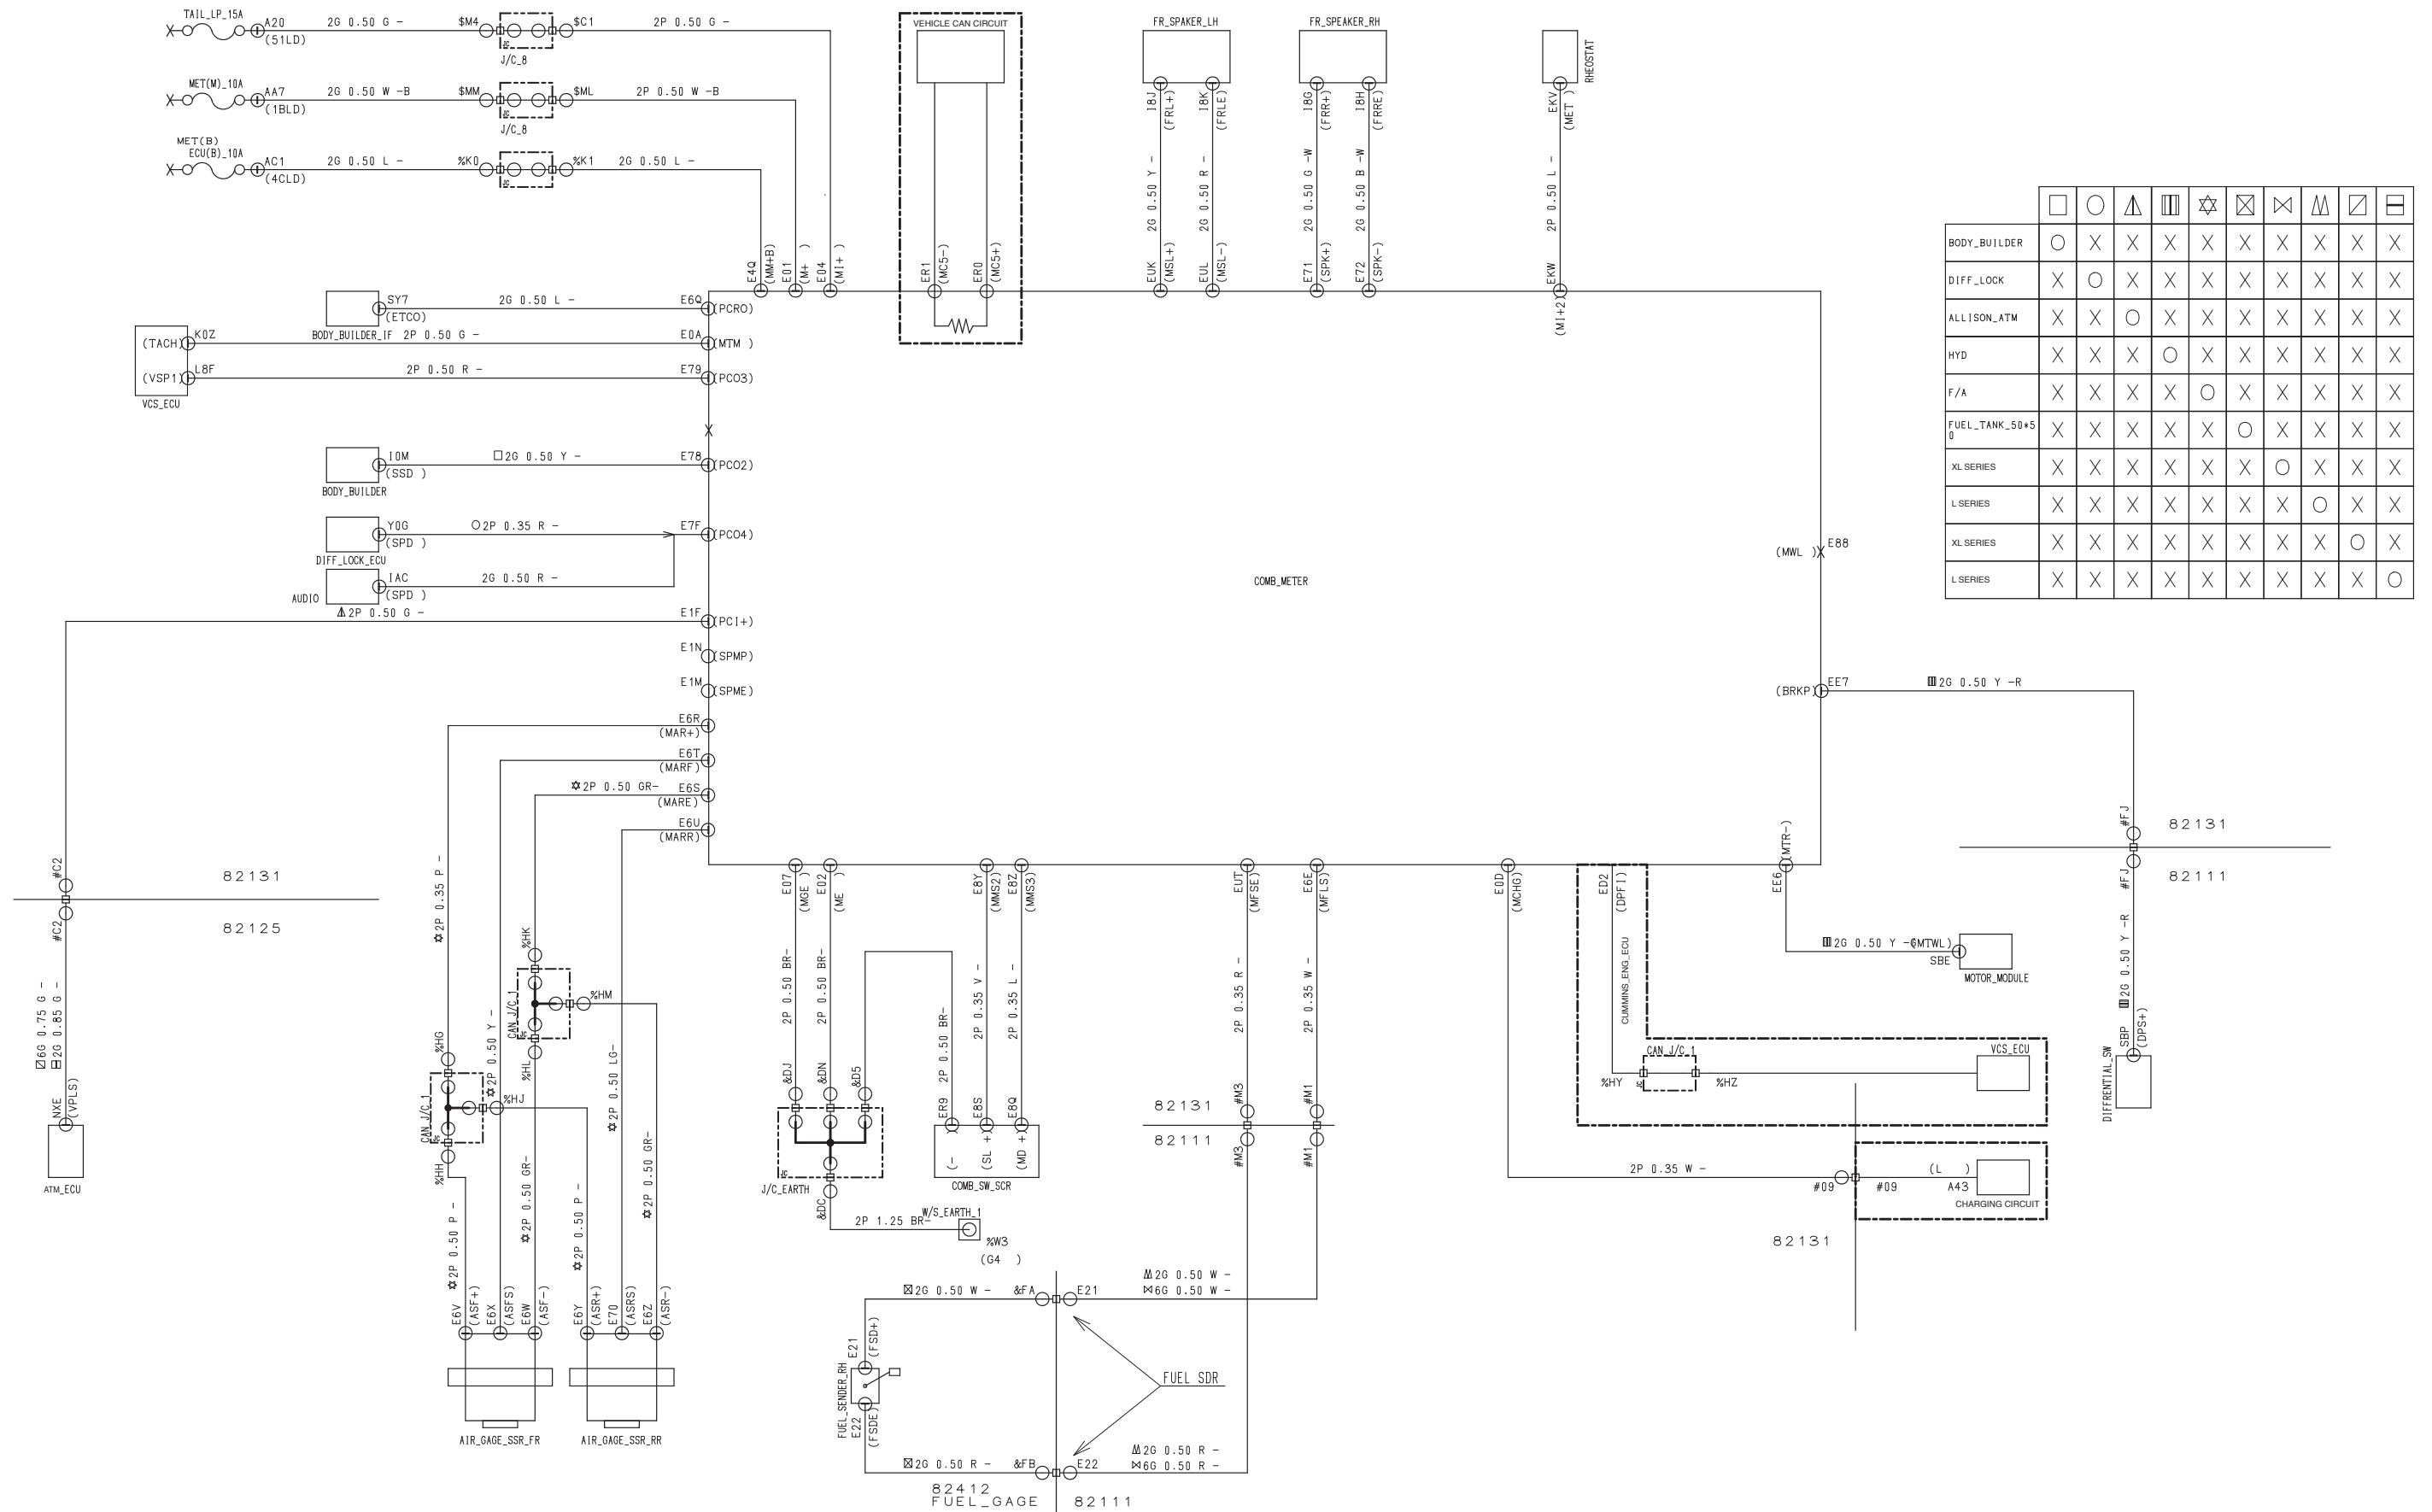 TAIL_LP_15A
A20
(51LD)
2G 0.50 G –
$M4
$C1
JC
J/C_8
2P 0.50 G –
MET(M)_10A
AA7
(1BLD)
2G 0.50 W –B
$MM
$ML
JC
J/C_8
2P 0.50 W –B
MET(B)
ECU(B)_10A
AC1
(4CLD)
2G 0.50 L –
%K0
%K1
JC
2G 0.50 L –
E4Q
(MM+B)
E01
(M+ )
E04
(MI+ )
VEHICLE CAN CIRCUIT
ER1
(MC5–)
ER0
(MC5+)
FR_SPAKER_LH
I8J
(FRL+)
I8K
(FRLE)
2G 0.50 Y –
2G 0.50 R –
EUK
(MSL+)
EUL
(MSL–)
FR_SPEAKER_RH
I8G
(FRR+)
I8H
(FRRE)
2G 0.50 G –W
2G 0.50 B –W
E71
(SPK+)
E72
(SPK–)
RHEOSTAT
EKV
(MET )
2P 0.50 L –
EKW
(MI+2)
BODY_BUILDER
DIFF_LOCK
ALLISON_ATM
HYD
F/A
FUEL_TANK_50*5
0
XL SERIES
L SERIES
XL SERIES
L SERIES
SY7
(ETCO)
2G 0.50 L –
E6Q
(PCRO)
BODY_BUILDER_IF
(TACH)
K0Z
2P 0.50 G –
E0A
(MTM )
(VSP1)
L8F
2P 0.50 R –
E79
(PCO3)
VCS_ECU
I0M
(SSD )
2G 0.50 Y –
E78
(PCO2)
BODY_BUILDER
Y0G
(SPD )
2P 0.35 R –
E7F
(PCO4)
DIFF_LOCK_ECU
IAC
(SPD )
2G 0.50 R –
AUDIO
2P 0.50 G –
E1F
(PCI+)
E1N
(SPMP)
E1M
(SPME)
E6R
(MAR+)
E6T
(MARF)
2P 0.50 GR–
E6S
(MARE)
E6U
(MARR)
COMB_METER
(MWL )
E88
(BRKP)
EE7
2G 0.50 Y –R
#FJ
82131
#FJ
82111
2G 0.50 Y –R
SBP
(DPS+)
DIFFRENTIAL_SW
#C2
82131
#C2
82125
6G 0.75 G –
2G 0.85 G –
NXE
(VPLS)
ATM_ECU
2P 0.35 P –
%HG
CAN_J/C_1
JC
%HJ
%HH
2P 0.50 Y –
%HK
CAN_J/C_1
JC
%HM
%HL
2P 0.50 LG–
2P 0.50 GR–
2P 0.50 P –
2P 0.50 GR–
2P 0.50 P –
E6V
(ASF+)
E6X
(ASFS)
E6W
(ASF–)
E6Y
(ASR+)
E70
(ASRS)
E6Z
(ASR–)
AIR_GAGE_SSR_FR
AIR_GAGE_SSR_RR
E07
(MGE )
E02
(ME )
E8Y
(MMS2)
E8Z
(MMS3)
2P 0.50 BR–
2P 0.50 BR–
2P 0.50 BR–
2P 0.35 V –
2P 0.35 L –
&DJ
&DN
&D5
ER9
E8S
E8Q
(– )
(SL +)
(MD +)
COMB_SW_SCR
JC
J/C_EARTH
&DC
2P 1.25 BR–
W/S_EARTH_1
%W3
(G4 )
EUT
(MFSE)
E6E
(MFLS)
2P 0.35 R –
2P 0.35 W –
82131
82111
#M3
#M1
#M3
#M1
2G 0.50 W –
&FA
E21
2G 0.50 W –
6G 0.50 W –
E21
(FSD+)
FUEL_SENDER_RH
E22
(FSDE)
FUEL SDR
2G 0.50 R –
&FB
E22
2G 0.50 R –
6G 0.50 R –
82412
FUEL_GAGE
82111
E0D
(MCHG)
ED2
(DPFI)
CUMMINS_ENG_ECU
EE6
(MTR–)
(MTWL)
SBE
MOTOR_MODULE
CAN_J/C_1
JC
%HY
%HZ
VCS_ECU
2P 0.35 W –
#09
#09
(L )
A43
CHARGING CIRCUIT
82131